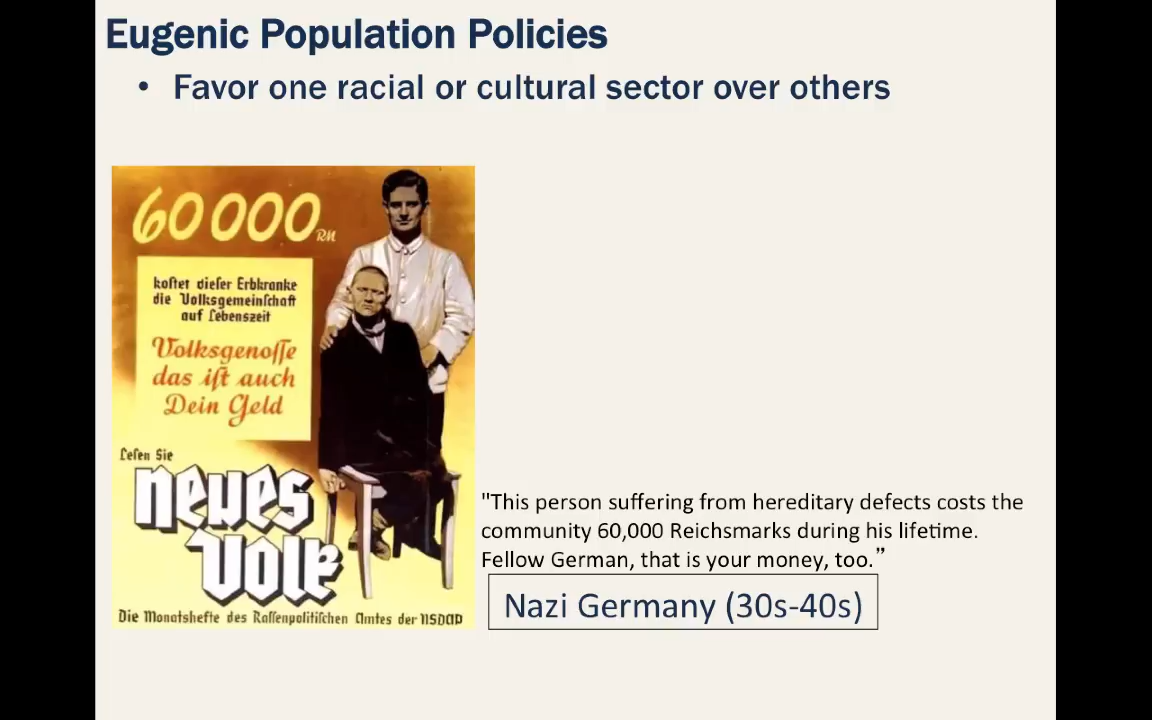 Eugenic Population Policies
• Favor one racial or cultural sector over others
60000 RM
kostet dieser Erbkranke
die Volksgemeinschaft
auf Lebenszeit
Volksgenosse
das ist auch
Dein Geld
Lesen Sie
neues
Volk
Die Monatshefte des Rassenpolitischen Amtes der NSDAP
"This person suffering from hereditary defects costs the
community 60,000 Reichsmarks during his lifetime.
Fellow German, that is your money, too.”
Nazi Germany (30s-40s)